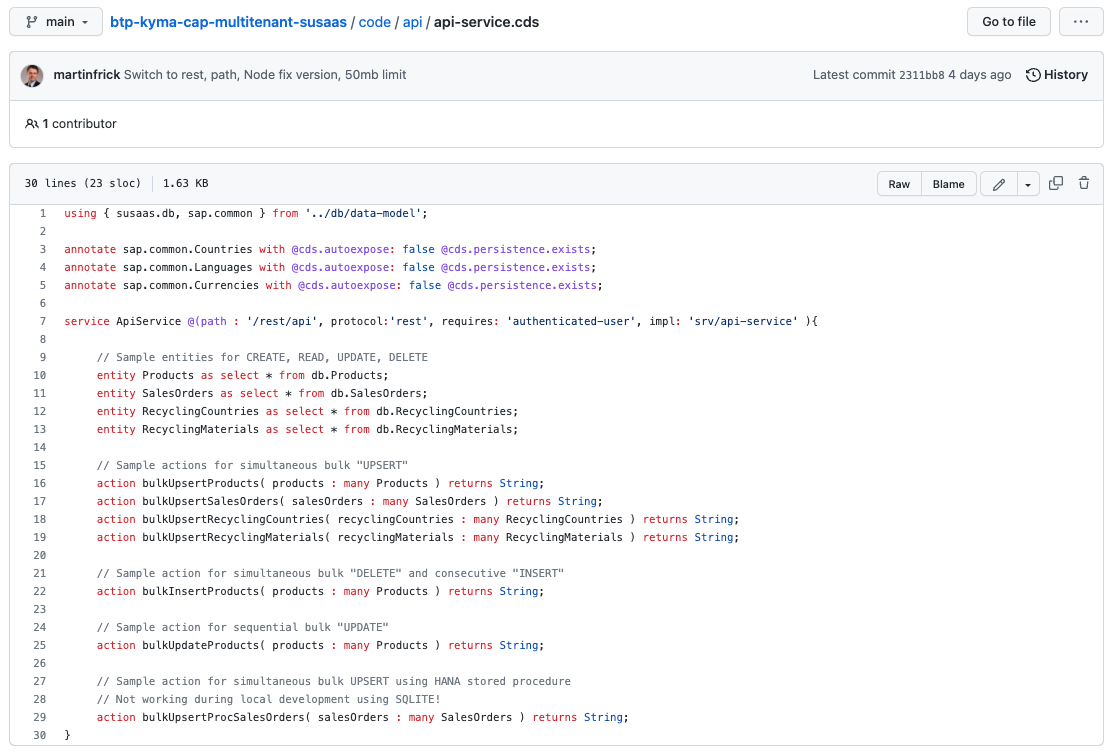 main btp-kyma-cap-multitenant-susaas / code / api / api-service.cds Go to file ...
martinfrick Switch to rest, path, Node fix version, 50mb limit Latest commit 2311bb8 4 days ago History
1 contributor
30 lines (23 sloc) 1.63 KB Raw Blame
1 using { susaas.db, sap.common } from '../db/data-model';
2
3 annotate sap.common.Countries with @cds.autoexpose: false @cds.persistence.exists;
4 annotate sap.common.Languages with @cds.autoexpose: false @cds.persistence.exists;
5 annotate sap.common.Currencies with @cds.autoexpose: false @cds.persistence.exists;
6
7 service ApiService @(path : '/rest/api', protocol:'rest', requires: 'authenticated-user', impl: 'srv/api-service' ){
8
9 // Sample entities for CREATE, READ, UPDATE, DELETE
10 entity Products as select * from db.Products;
11 entity SalesOrders as select * from db.SalesOrders;
12 entity RecyclingCountries as select * from db.RecyclingCountries;
13 entity RecyclingMaterials as select * from db.RecyclingMaterials;
14
15 // Sample actions for simultaneous bulk "UPSERT"
16 action bulkUpsertProducts( products : many Products ) returns String;
17 action bulkUpsertSalesOrders( salesOrders : many SalesOrders ) returns String;
18 action bulkUpsertRecyclingCountries( recyclingCountries : many RecyclingCountries ) returns String;
19 action bulkUpsertRecyclingMaterials( recyclingMaterials : many RecyclingMaterials ) returns String;
20
21 // Sample action for simultaneous bulk "DELETE" and consecutive "INSERT"
22 action bulkInsertProducts( products : many Products ) returns String;
23
24 // Sample action for sequential bulk "UPDATE"
25 action bulkUpdateProducts( products : many Products ) returns String;
26
27 // Sample action for simultaneous bulk UPSERT using HANA stored procedure
28 // Not working during local development using SQLITE!
29 action bulkUpsertProcSalesOrders( salesOrders : many SalesOrders ) returns String;
30 }